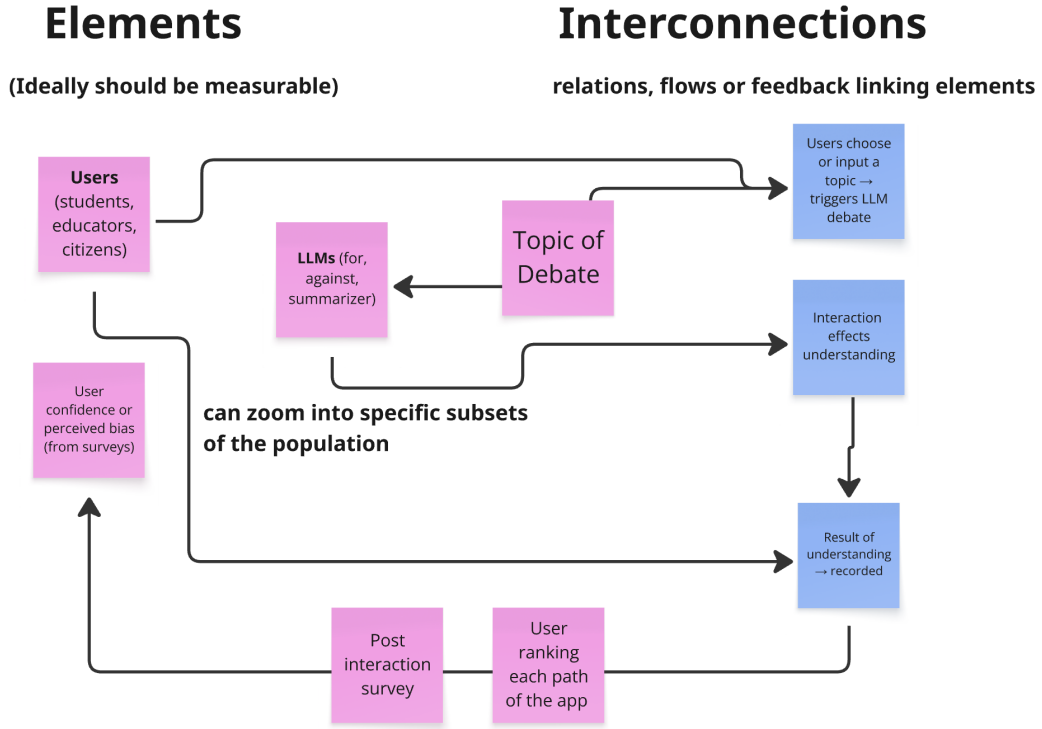 Elements
Interconnections
(Ideally should be measurable)
relations, flows or feedback linking elements
Users
(students,
educators,
citizens)
LLMs (for,
against,
summarizer)
Topic of
Debate
Users choose
or input a
topic →
triggers LLM
debate
Interaction
effects
understanding
User
confidence or
perceived bias
(from surveys)
can zoom into specific subsets
of the population
Result of
understanding
→ recorded
Post
interaction
survey
User
ranking
each path
of the app